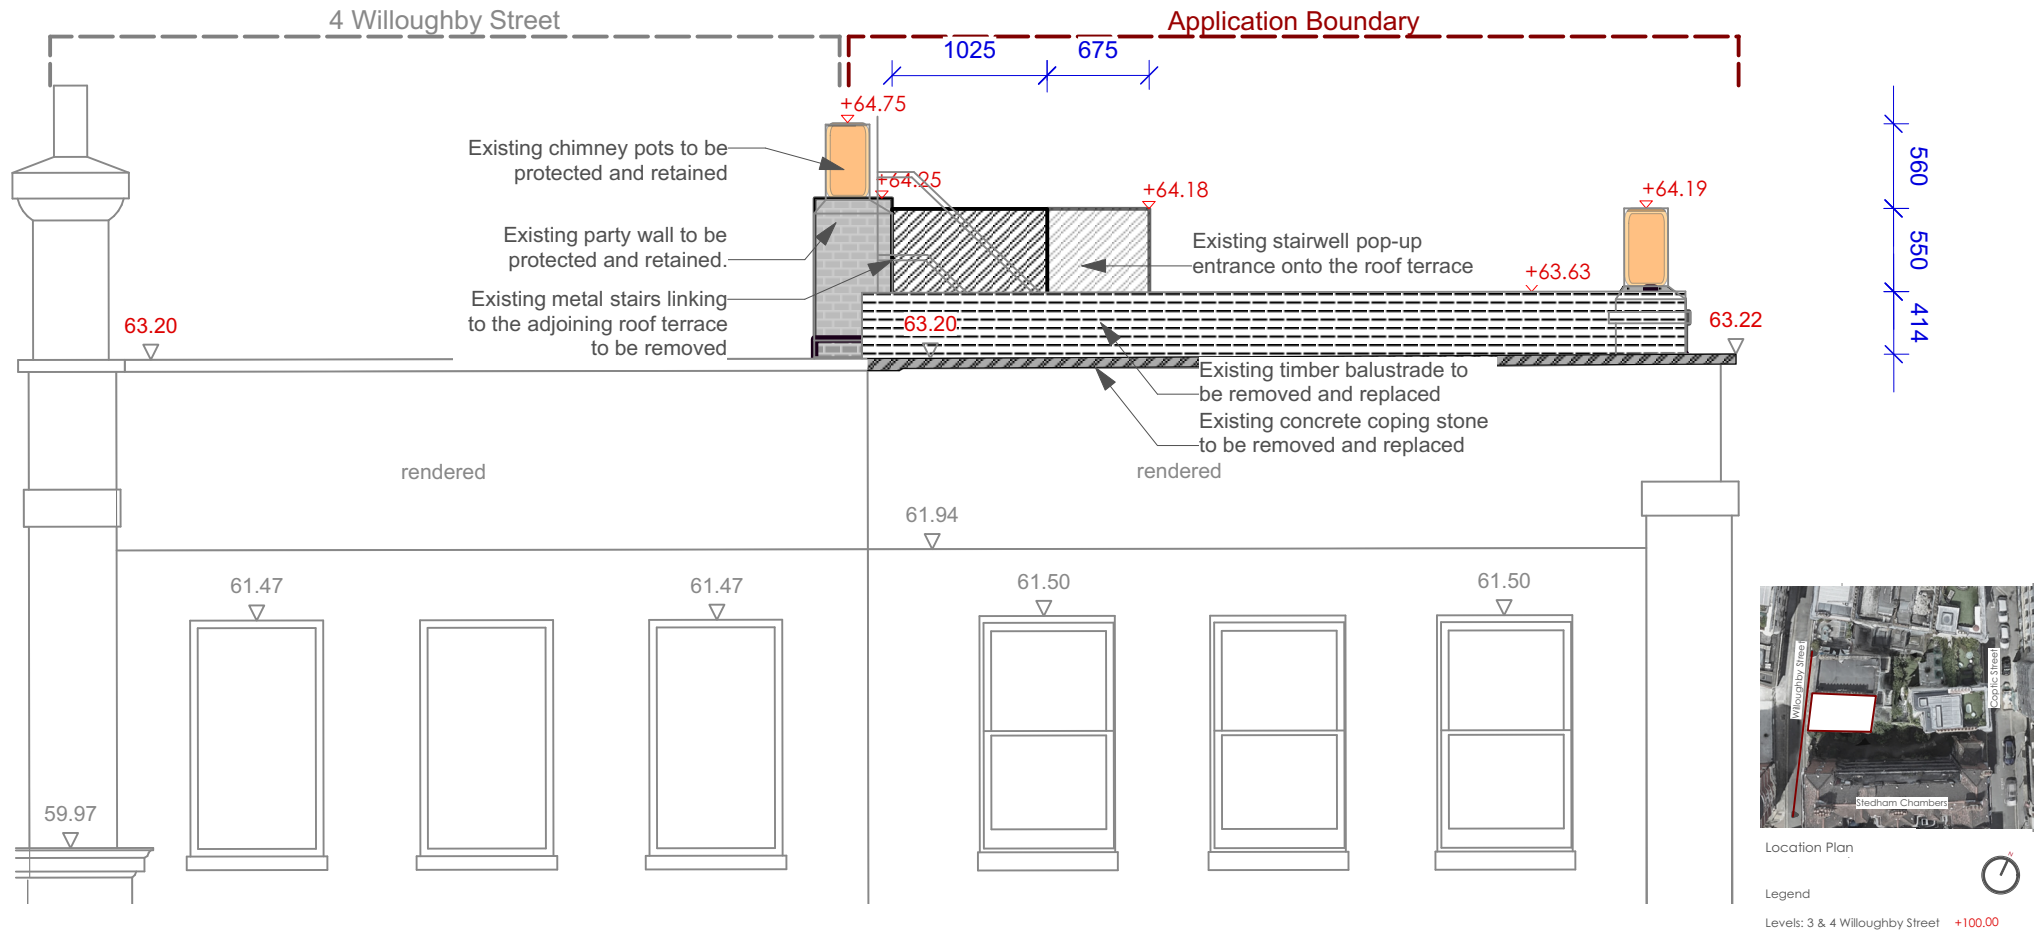 4 Willoughby Street
Application Boundary
1025
675
+64.75
Existing chimney pots to be
protected and retained
+64.25
+64.18
+64.19
560
Existing party wall to be
protected and retained.
Existing stairwell pop-up
entrance onto the roof terrace
550
+63.63
Existing metal stairs linking
to the adjoining roof terrace
to be removed
63.20
63.20
63.22
414
Existing timber balustrade to
be removed and replaced
Existing concrete coping stone
to be removed and replaced
rendered
rendered
61.94
61.47
61.47
61.50
61.50
59.97
Willoughby Street
Coptic Street
Stedham Chambers
Location Plan
N
Legend
Levels: 3 & 4 Willoughby Street +100.00